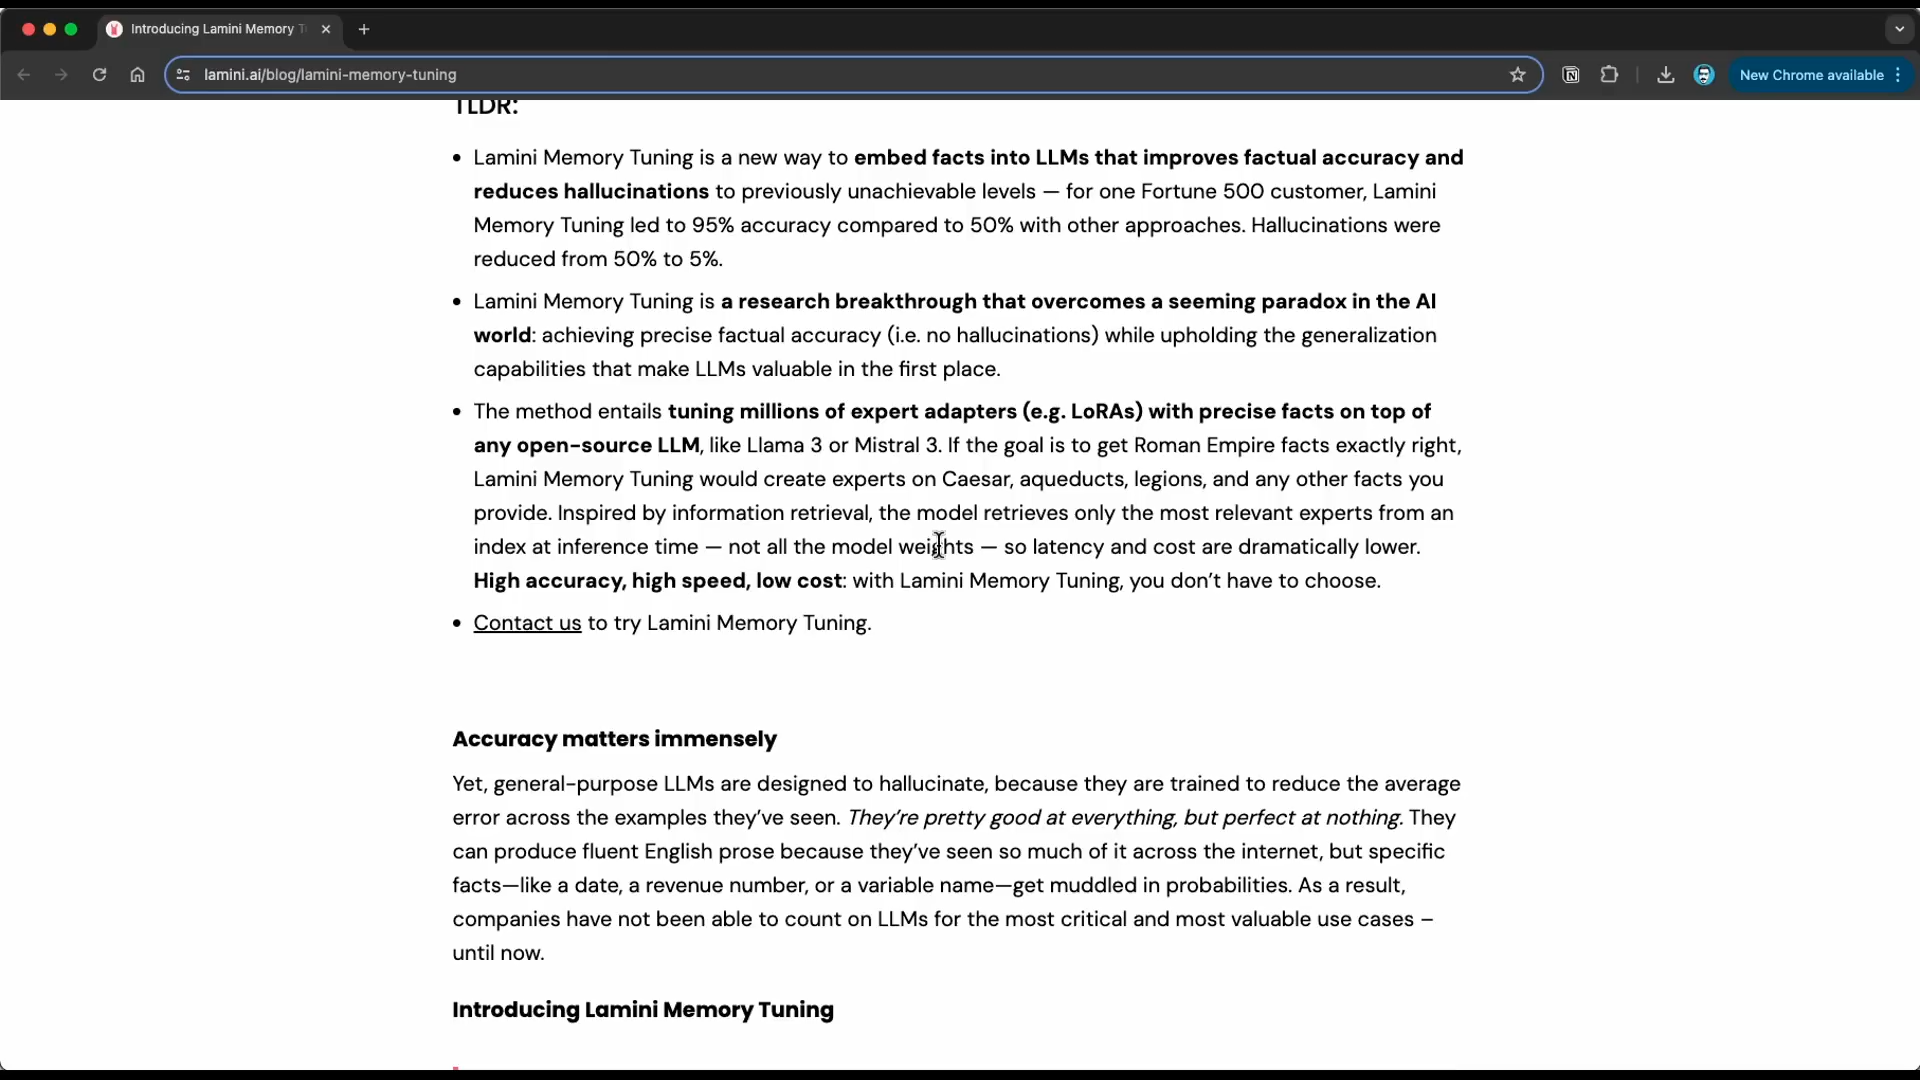 Introducing Lamini Memory T
lamini.ai/blog/lamini-memory-tuning
New Chrome available
TLDR:
• Lamini Memory Tuning is a new way to embed facts into LLMs that improves factual accuracy and
reduces hallucinations to previously unachievable levels — for one Fortune 500 customer, Lamini
Memory Tuning led to 95% accuracy compared to 50% with other approaches. Hallucinations were
reduced from 50% to 5%.
• Lamini Memory Tuning is a research breakthrough that overcomes a seeming paradox in the AI
world: achieving precise factual accuracy (i.e. no hallucinations) while upholding the generalization
capabilities that make LLMs valuable in the first place.
• The method entails tuning millions of expert adapters (e.g. LoRAs) with precise facts on top of
any open-source LLM, like Llama 3 or Mistral 3. If the goal is to get Roman Empire facts exactly right,
Lamini Memory Tuning would create experts on Caesar, aqueducts, legions, and any other facts you
provide. Inspired by information retrieval, the model retrieves only the most relevant experts from an
index at inference time — not all the model weights — so latency and cost are dramatically lower.
High accuracy, high speed, low cost: with Lamini Memory Tuning, you don’t have to choose.
• Contact us to try Lamini Memory Tuning.
Accuracy matters immensely
Yet, general-purpose LLMs are designed to hallucinate, because they are trained to reduce the average
error across the examples they’ve seen. They’re pretty good at everything, but perfect at nothing. They
can produce fluent English prose because they’ve seen so much of it across the internet, but specific
facts—like a date, a revenue number, or a variable name—get muddled in probabilities. As a result,
companies have not been able to count on LLMs for the most critical and most valuable use cases –
until now.
Introducing Lamini Memory Tuning